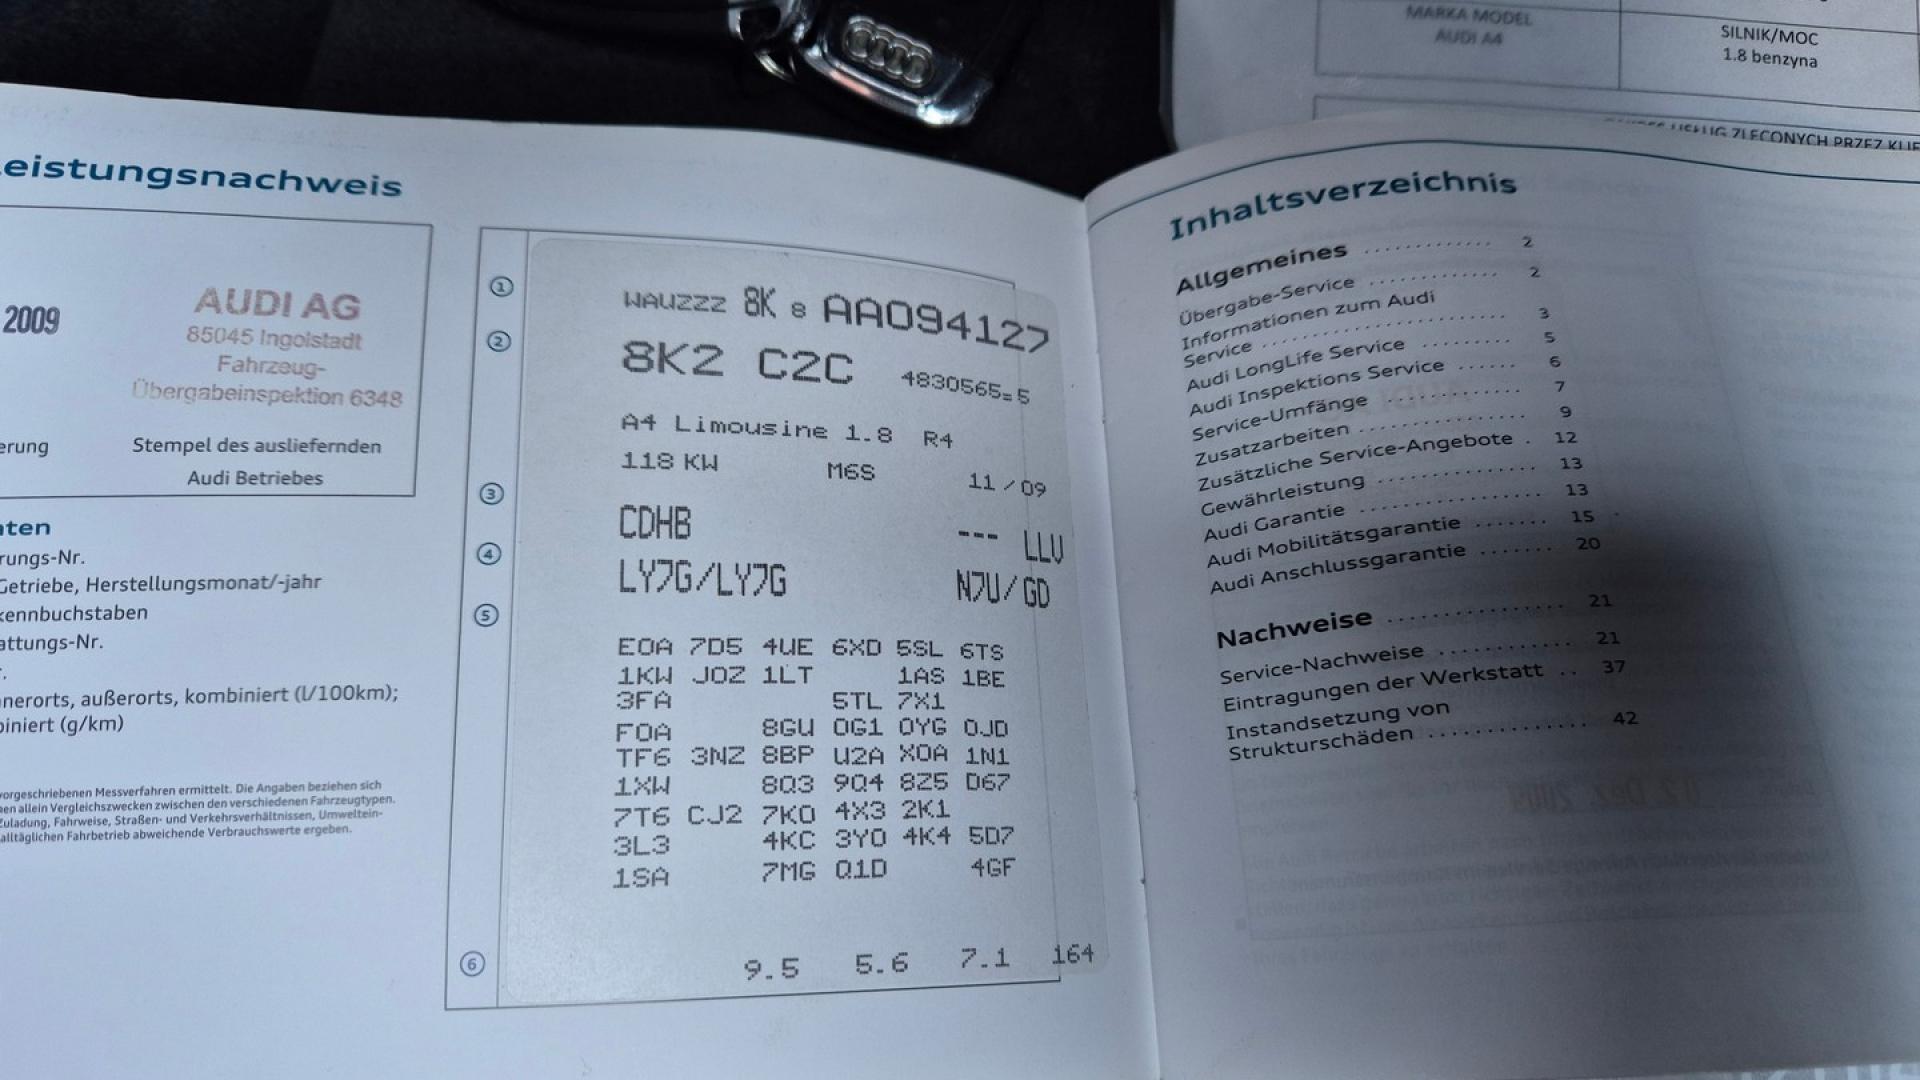 MARKA MODEL
AUDI A4
SILNIK/MOC
1.8 benzyna
ZLECONYCH PRZEZ
eistungsnachweis
2009
AUDI AG
85045 Ingolstadt
Fahrzeug-
Übergabeinspektion 6348
erung
Stempel des ausliefernden
Audi Betriebes
aten
rungs-Nr.
Getriebe, Herstellungsmonat/-jahr
kennbuchstaben
attungs-Nr.
nerorts, außerorts, kombiniert (l/100km);
biniert (g/km)
vorgeschriebenen Messverfahren ermittelt. Die Angaben beziehen sich
en allein Vergleichszwecken zwischen den verschiedenen Fahrzeugtypen.
Zuladung, Fahrweise, Straßen- und Verkehrsverhältnissen, Umweltein-
alltäglichen Fahrbetrieb abweichende Verbrauchswerte ergeben.
1 WAUZZZ 8K 8 AA094127
2 8K2 C2C 4830565=5
A4 Limousine 1.8 R4
118 KW M6S 11/09
3 CDHB --- LLV
4 LY7G/LY7G N7U/GD
5
E0A 7D5 4UE 6XD 5SL 6TS
1KW J0Z 1LT 1AS 1BE
3FA 5TL 7X1
F0A 8GU 0G1 0YG 0JD
TF6 3NZ 8BP U2A X0A 1N1
1XW 8Q3 9Q4 8Z5 D67
7T6 CJ2 7K0 4X3 2K1
3L3 4KC 3Y0 4K4 5D7
1SA 7MG Q1D 4GF
6 9.5 5.6 7.1 164
Inhaltsverzeichnis
Allgemeines ............ 2
Übergabe-Service ............ 2
Informationen zum Audi
Service ............ 3
Audi LongLife Service ......... 5
Audi Inspektions Service ...... 6
Service-Umfänge ............ 7
Zusatzarbeiten ............ 9
Zusätzliche Service-Angebote . 12
Gewährleistung ............ 13
Audi Garantie ............ 13
Audi Mobilitätsgarantie ....... 15
Audi Anschlussgarantie ....... 20
Nachweise ............ 21
Service-Nachweise ............ 21
Eintragungen der Werkstatt .. 37
Instandsetzung von
Strukturschäden ............ 42